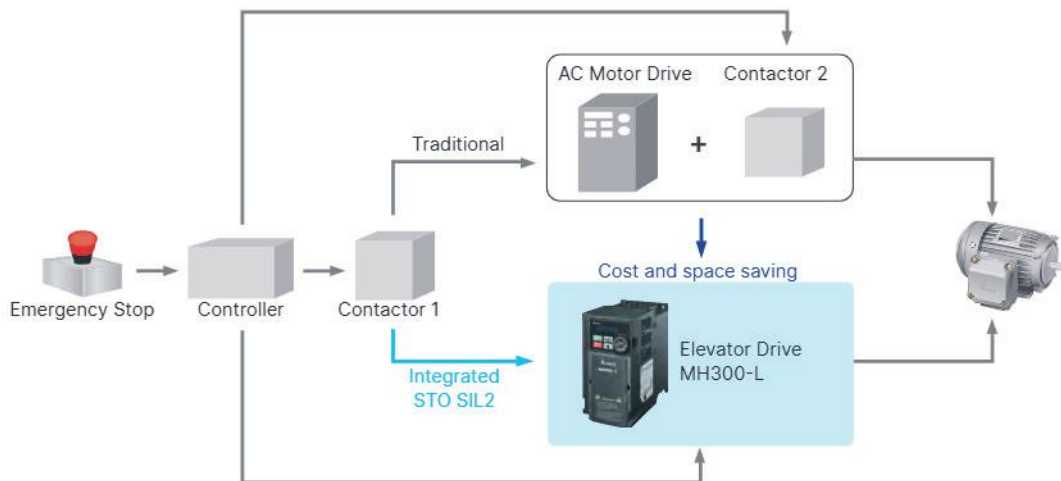 AC Motor Drive
Contactor 2
Traditional
+
Cost and space saving
Emergency Stop
Controller
Contactor 1
Integrated
STO SIL2
Elevator Drive
MH300-L